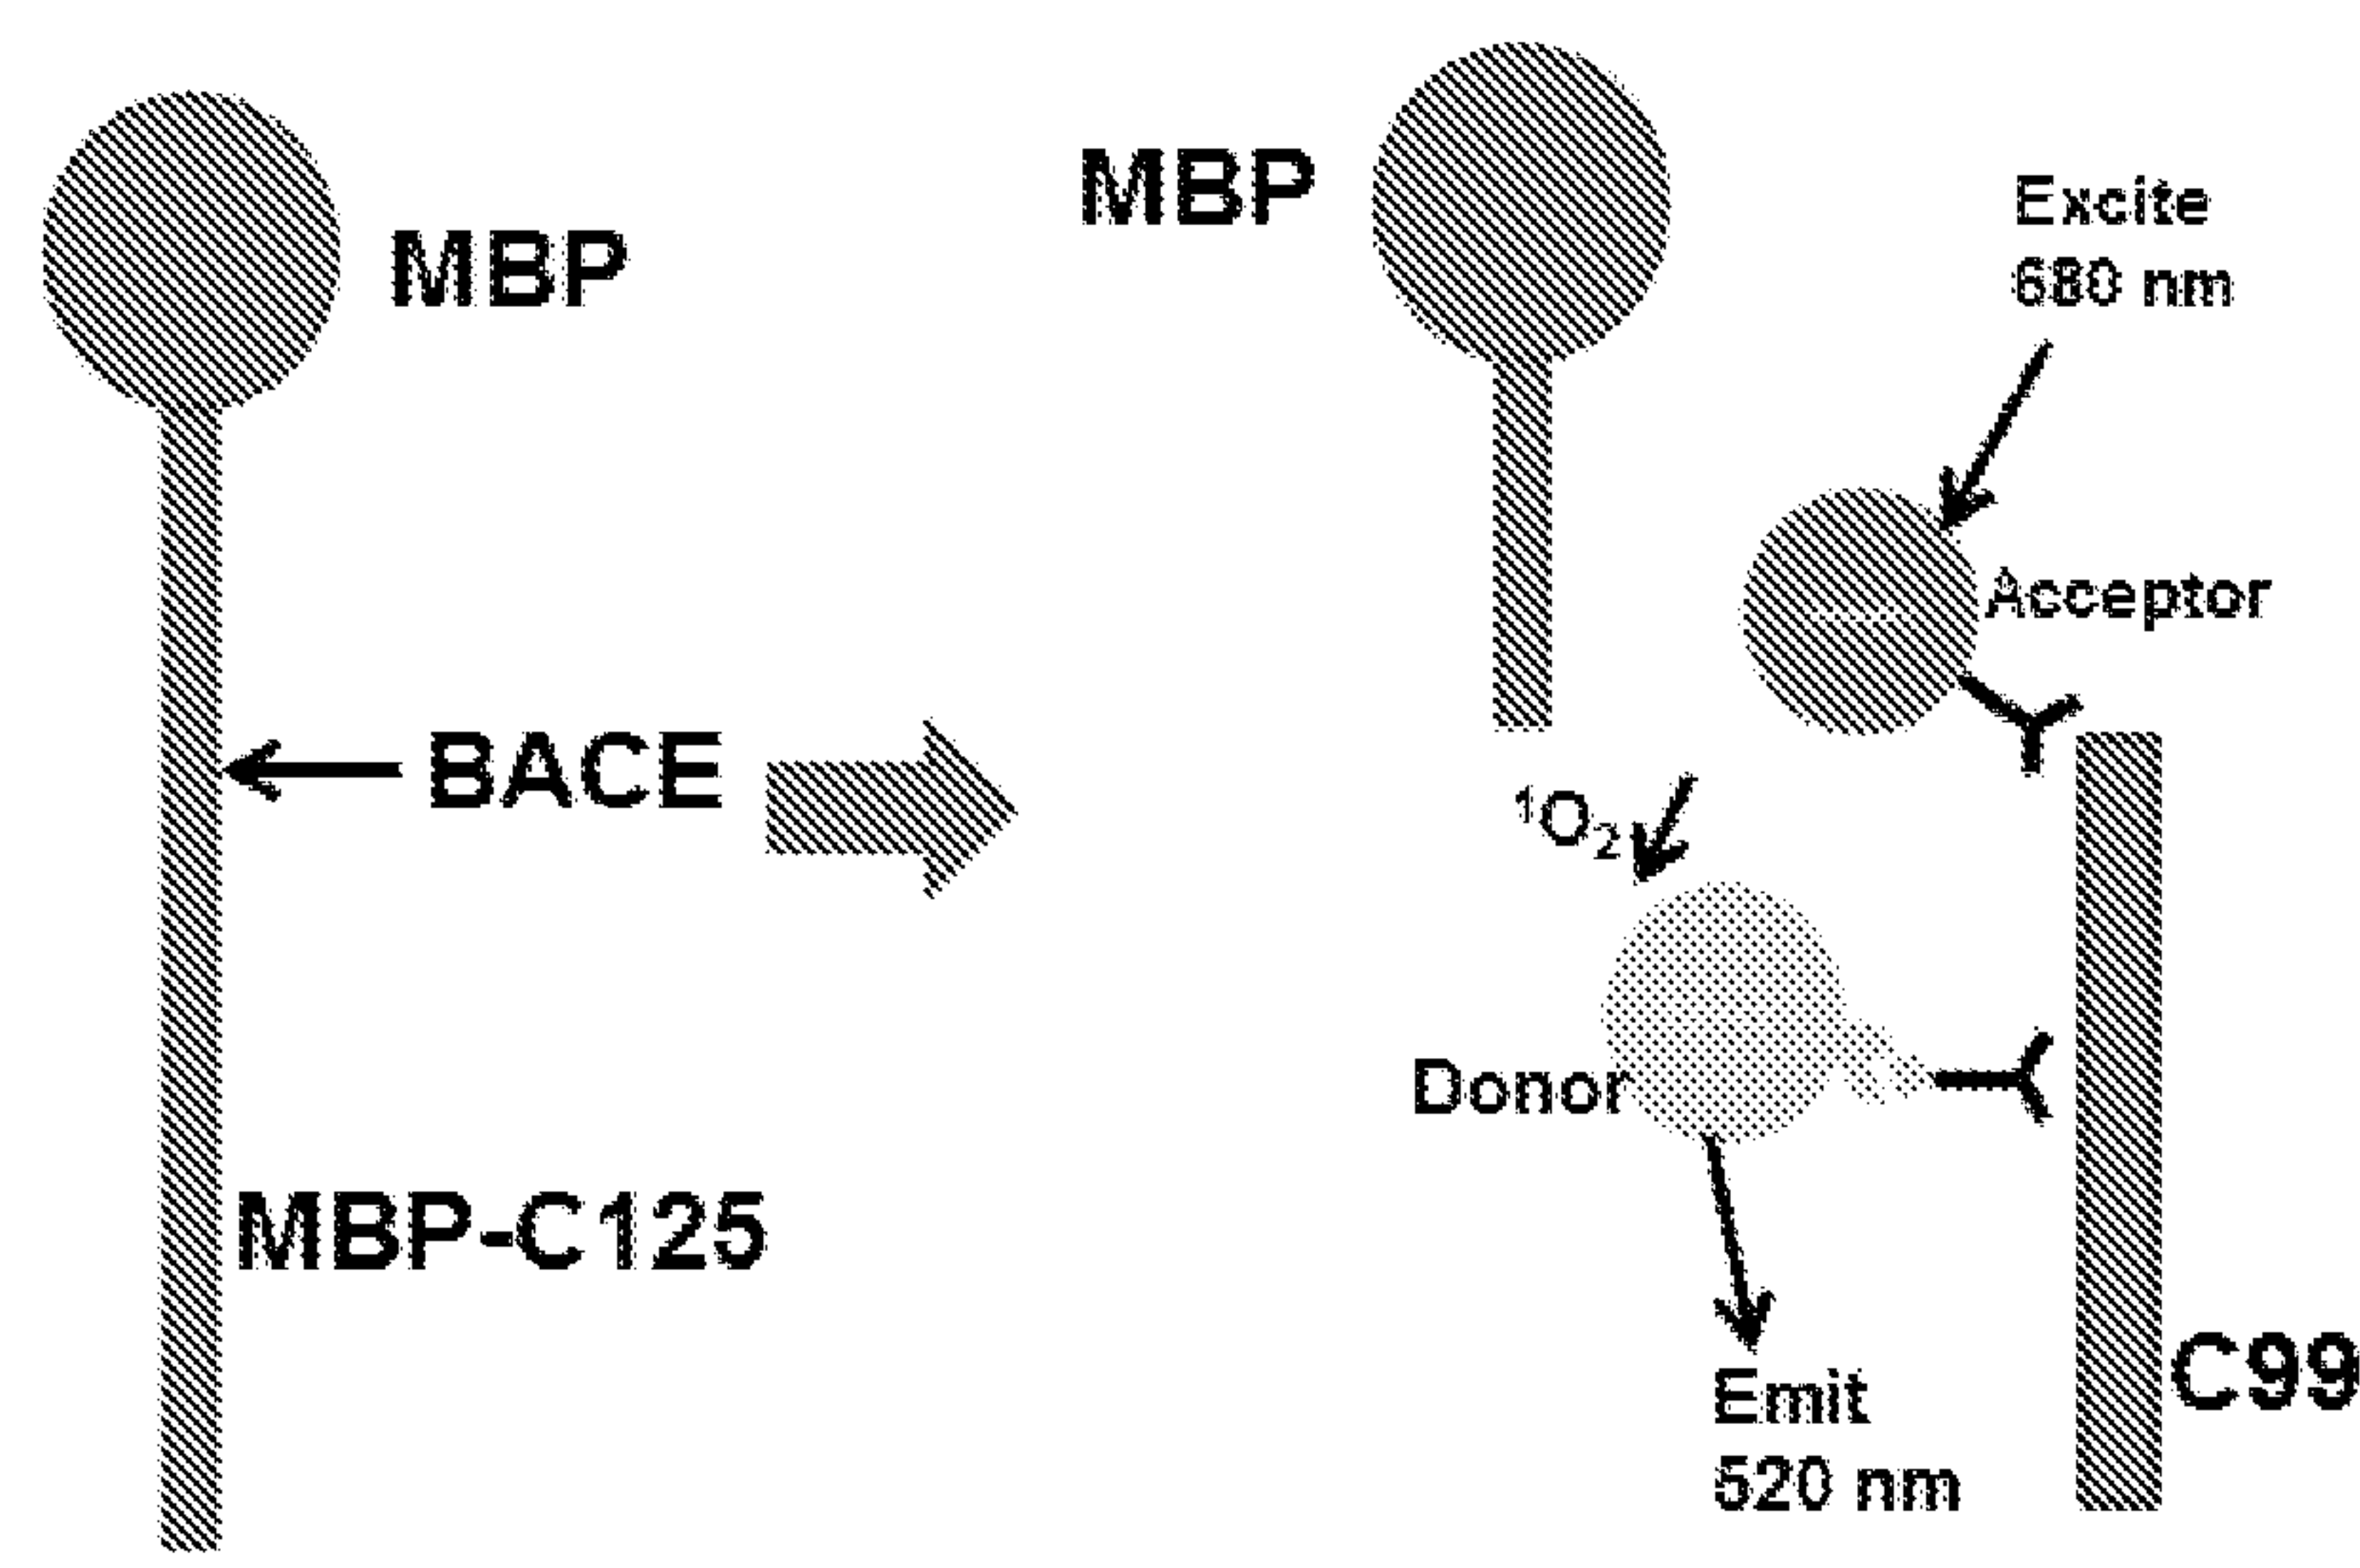 MBP
BACE
MBP-C125
MBP
Excite
680 nm
Acceptor
¹O₂
Donor
Emit
520 nm
C99